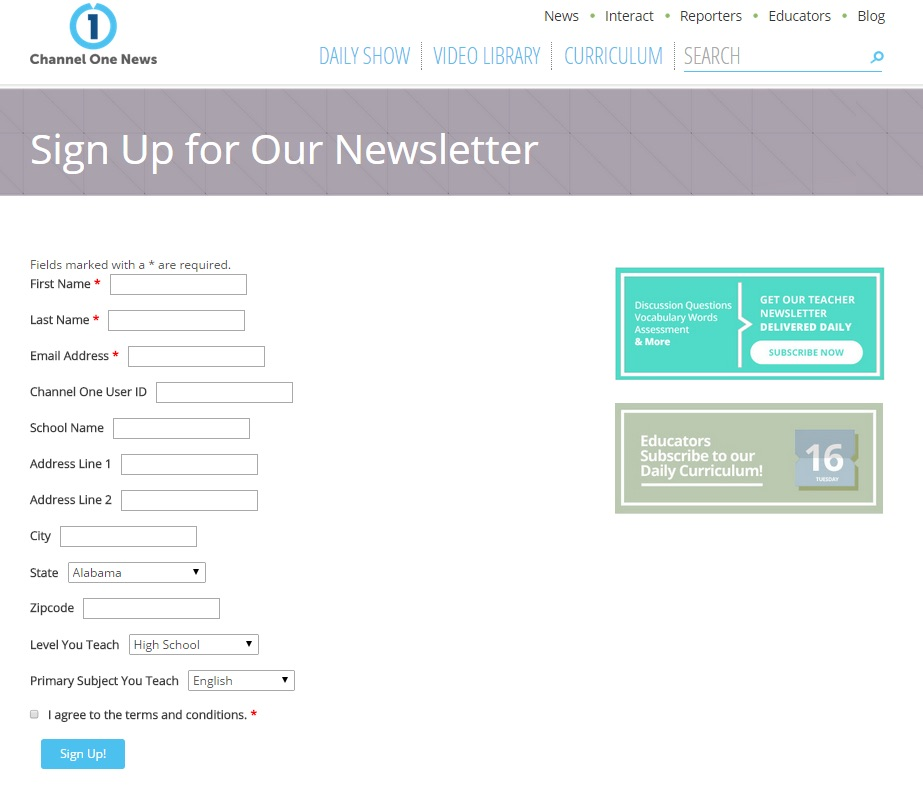 1
Channel One News
News • Interact • Reporters • Educators • Blog
DAILY SHOW VIDEO LIBRARY CURRICULUM SEARCH
Sign Up for Our Newsletter
Fields marked with a * are required.
First Name *
Last Name *
Email Address *
Channel One User ID
School Name
Address Line 1
Address Line 2
City
State Alabama
Zipcode
Level You Teach High School
Primary Subject You Teach English
I agree to the terms and conditions. *
Sign Up!
Discussion Questions
Vocabulary Words
Assessment
& More
GET OUR TEACHER
NEWSLETTER
DELIVERED DAILY
SUBSCRIBE NOW
Educators
Subscribe to our
Daily Curriculum!
16
TUESDAY